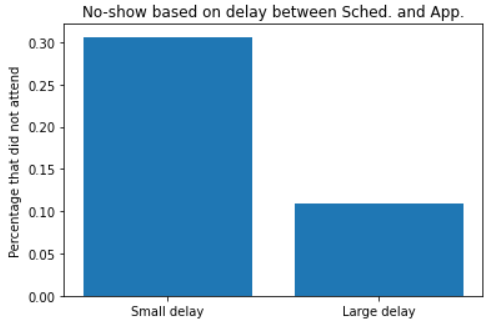 No-show based on delay between Sched. and App.
Percentage that did not attend
0.30
0.25
0.20
0.15
0.10
0.05
0.00
Small delay
Large delay